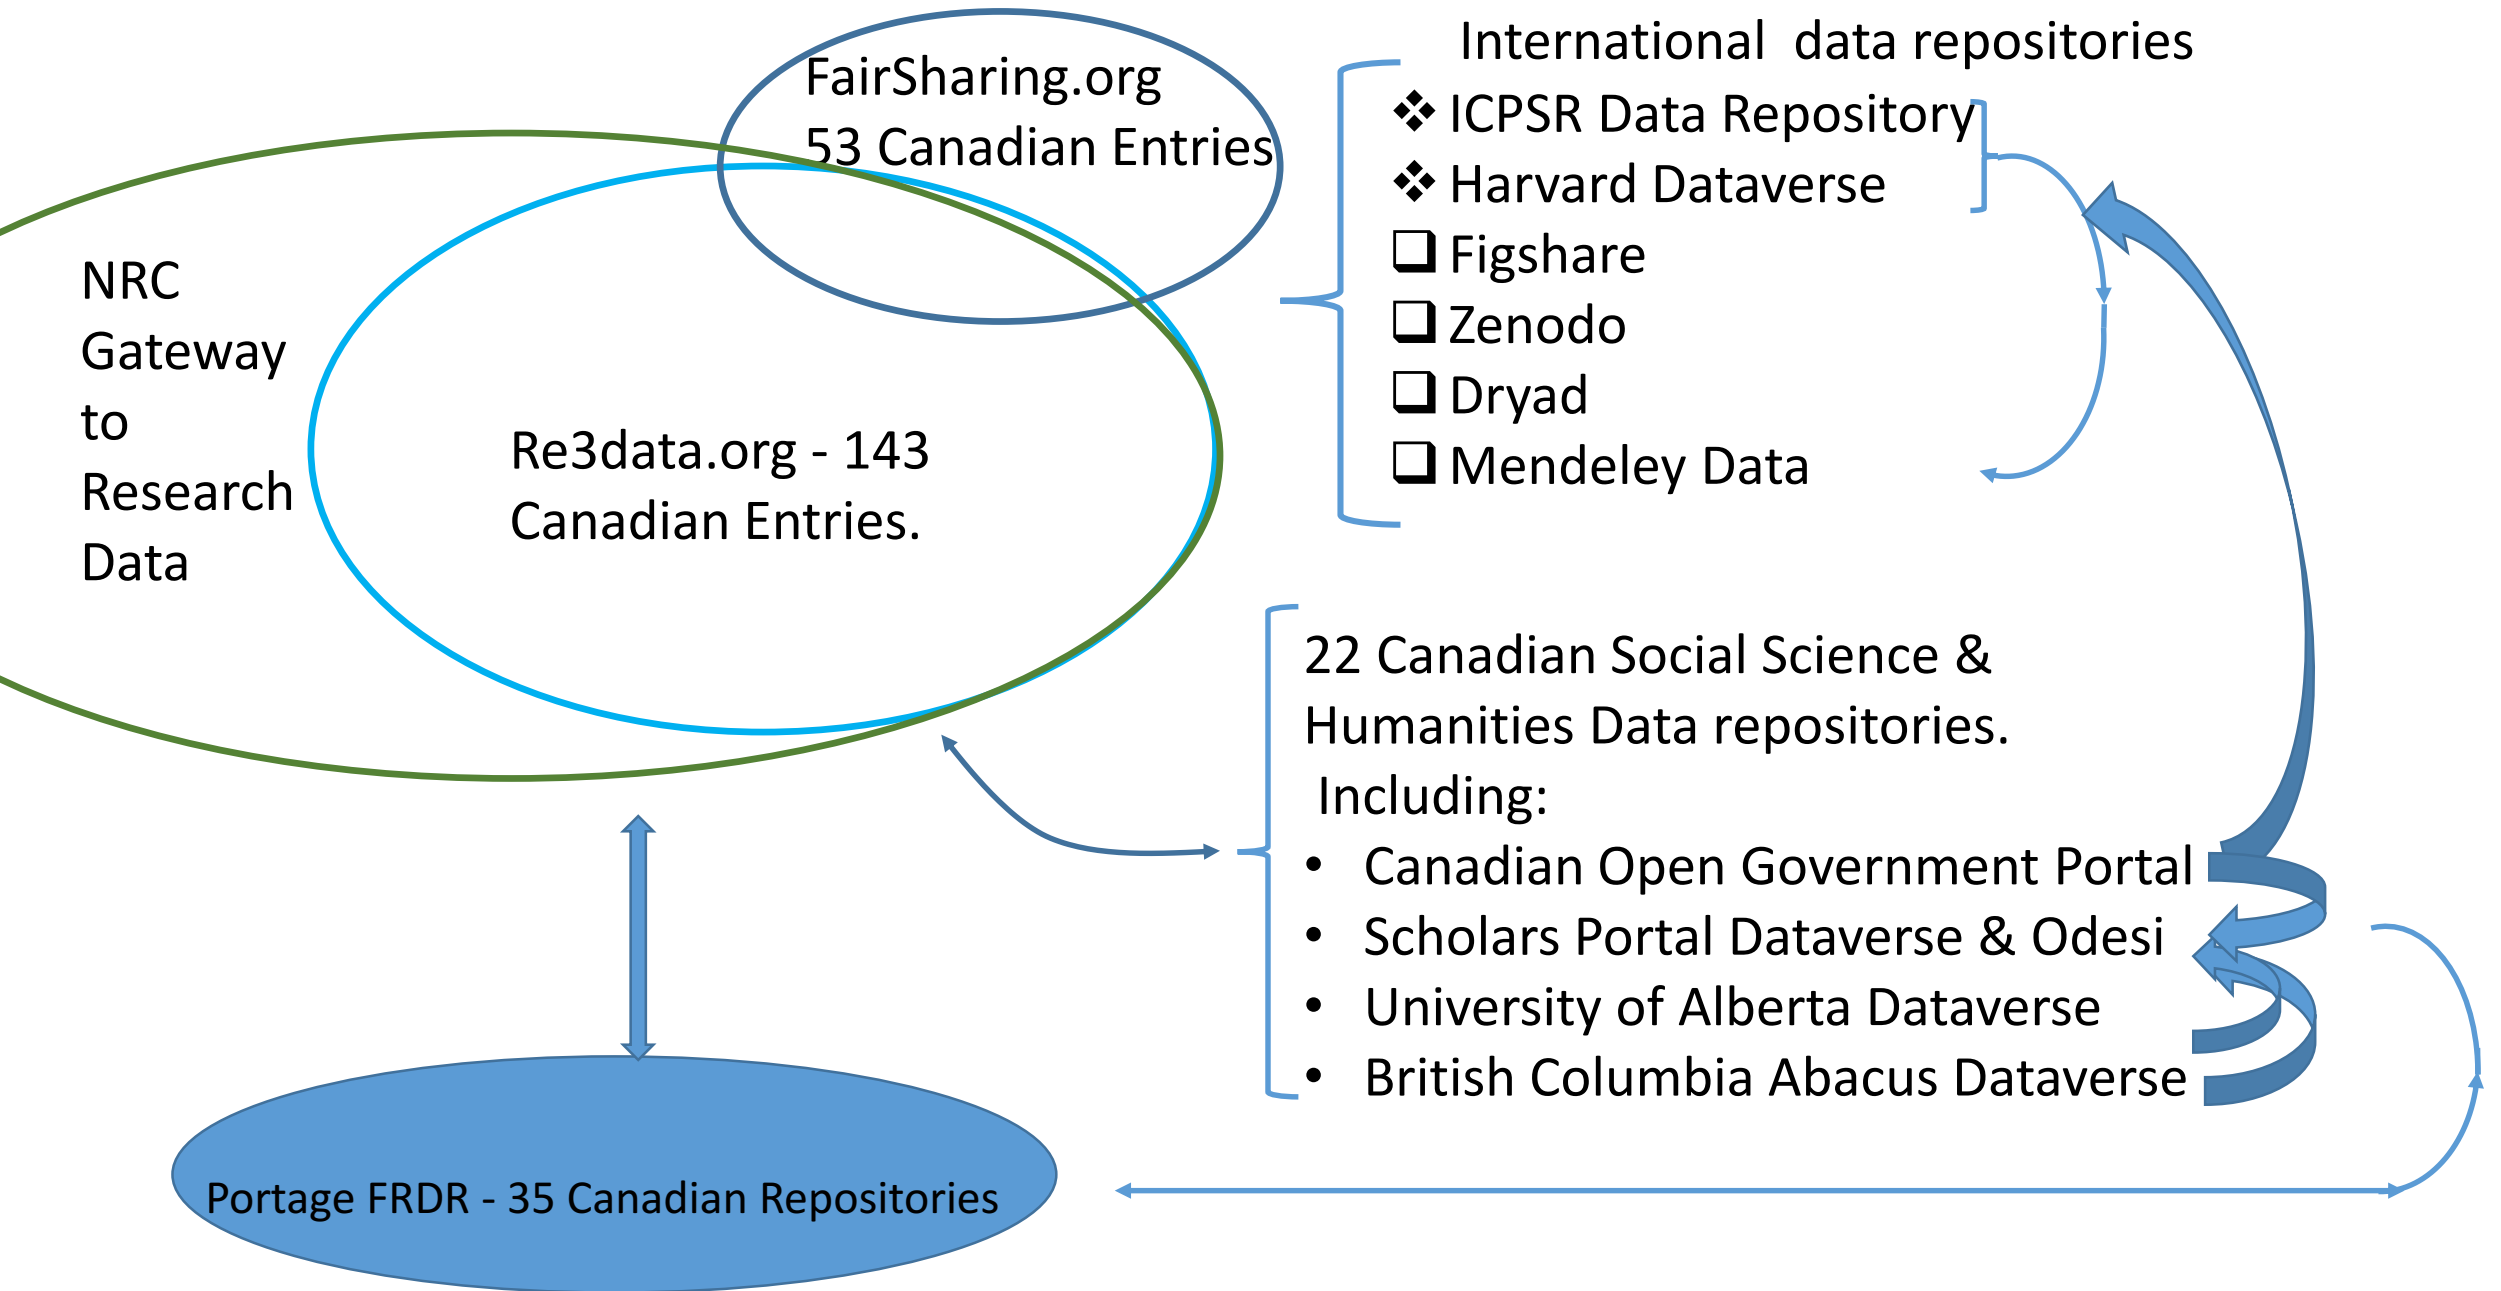 FairSharing.org
53 Canadian Entries
NRC
Gateway
to
Research
Data
Re3data.org - 143
Canadian Entries.
International  data repositories
❖ ICPSR Data Repository
❖ Harvard Dataverse
❑ Figshare
❑ Zenodo
❑ Dryad
❑ Mendeley Data
22 Canadian Social Science &
Humanities Data repositories.
Including:
• Canadian Open Government Portal
• Scholars Portal Dataverse & Odesi
• University of Alberta Dataverse
• British Columbia Abacus Dataverse
Portage FRDR - 35 Canadian Repositories